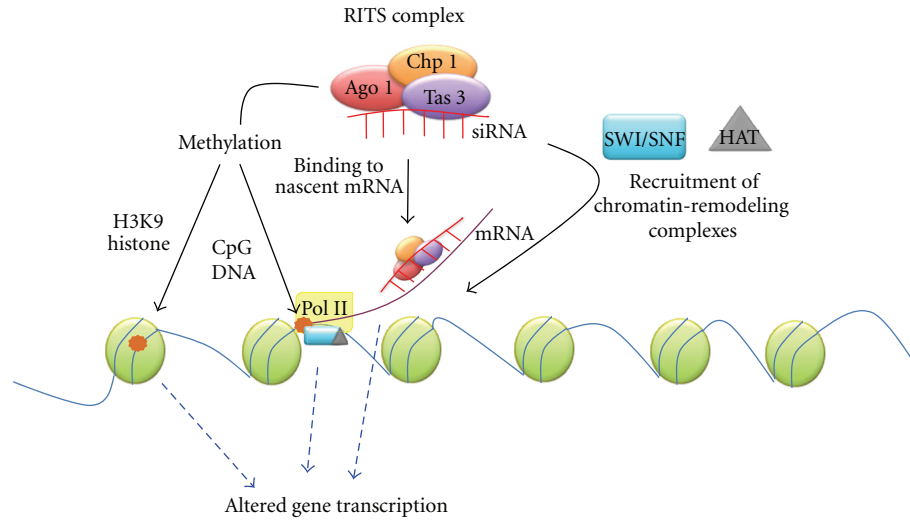 RITS complex
Chp 1
Ago 1
Tas 3
siRNA
SWI/SNF
HAT
Methylation
Binding to
nascent mRNA
Recruitment of
chromatin-remodeling
complexes
H3K9
histone
CpG
DNA
mRNA
Pol II
Altered gene transcription